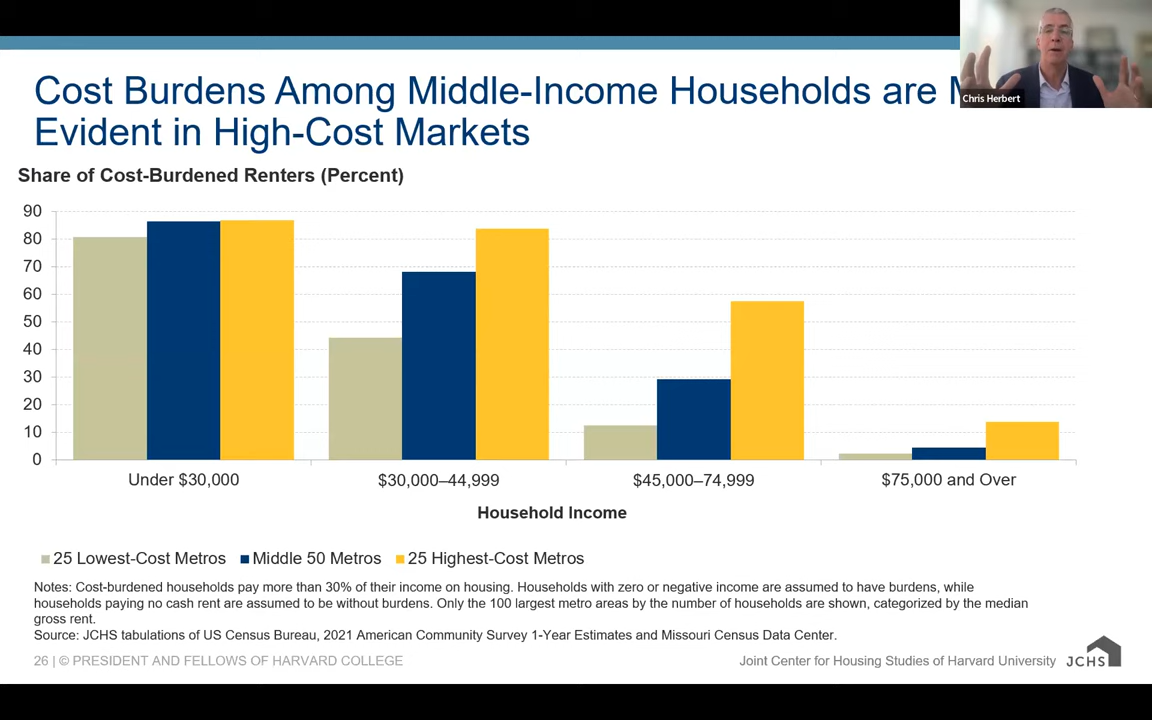 Cost Burdens Among Middle-Income Households are
Chris Herbert
Evident in High-Cost Markets
Share of Cost-Burdened Renters (Percent)
90
80
70
60
50
40
30
20
10
0
Under $30,000
$30,000–44,999
$45,000–74,999
$75,000 and Over
Household Income
25 Lowest-Cost Metros
Middle 50 Metros
25 Highest-Cost Metros
Notes: Cost-burdened households pay more than 30% of their income on housing. Households with zero or negative income are assumed to have burdens, while
households paying no cash rent are assumed to be without burdens. Only the 100 largest metro areas by the number of households are shown, categorized by the median
gross rent.
Source: JCHS tabulations of US Census Bureau, 2021 American Community Survey 1-Year Estimates and Missouri Census Data Center.
26 | © PRESIDENT AND FELLOWS OF HARVARD COLLEGE
Joint Center for Housing Studies of Harvard University
JCHS